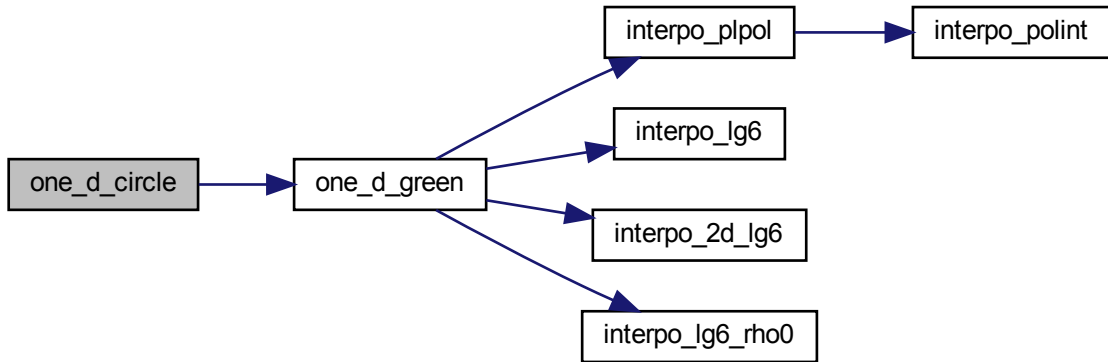 interpo_plpol
interpo_polint
interpo_lg6
one_d_circle
one_d_green
interpo_2d_lg6
interpo_lg6_rho0